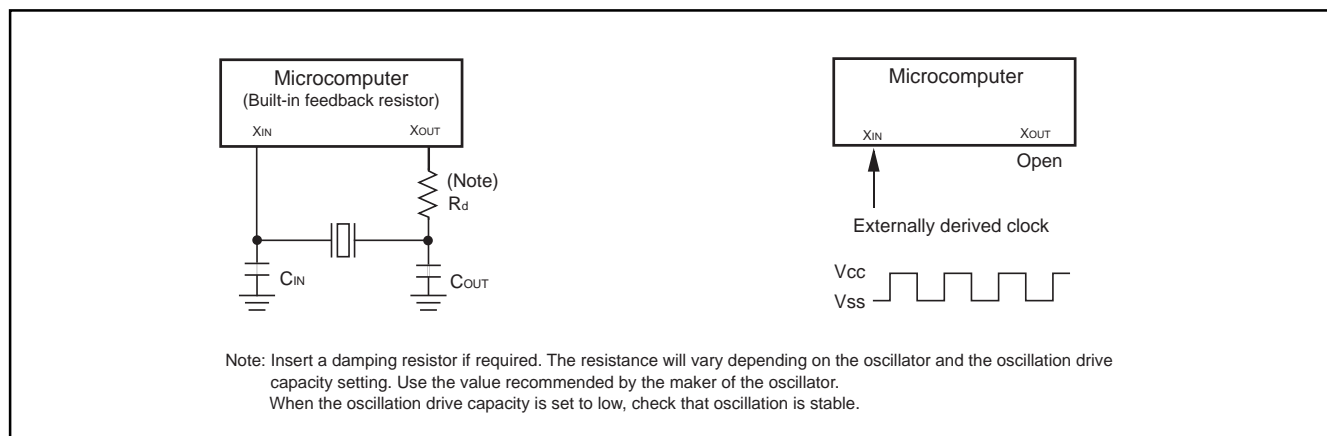 Microcomputer
(Built-in feedback resistor)
XIN
XOUT
(Note)
Rd
CIN
COUT
Microcomputer
XIN
XOUT
Open
Externally derived clock
Vcc
Vss
Note: Insert a damping resistor if required. The resistance will vary depending on the oscillator and the oscillation drive
capacity setting. Use the value recommended by the maker of the oscillator.
When the oscillation drive capacity is set to low, check that oscillation is stable.